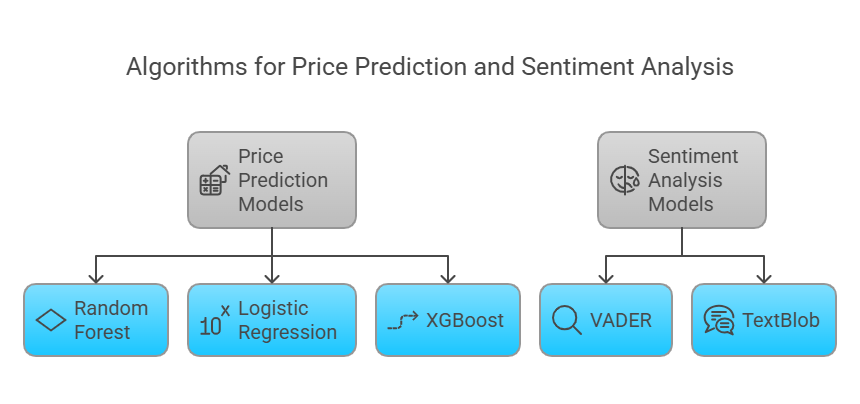 Algorithms for Price Prediction and Sentiment Analysis
Price
Prediction
Models
Sentiment
Analysis
Models
Random
Forest
10^x
Logistic
Regression
XGBoost
VADER
TextBlob